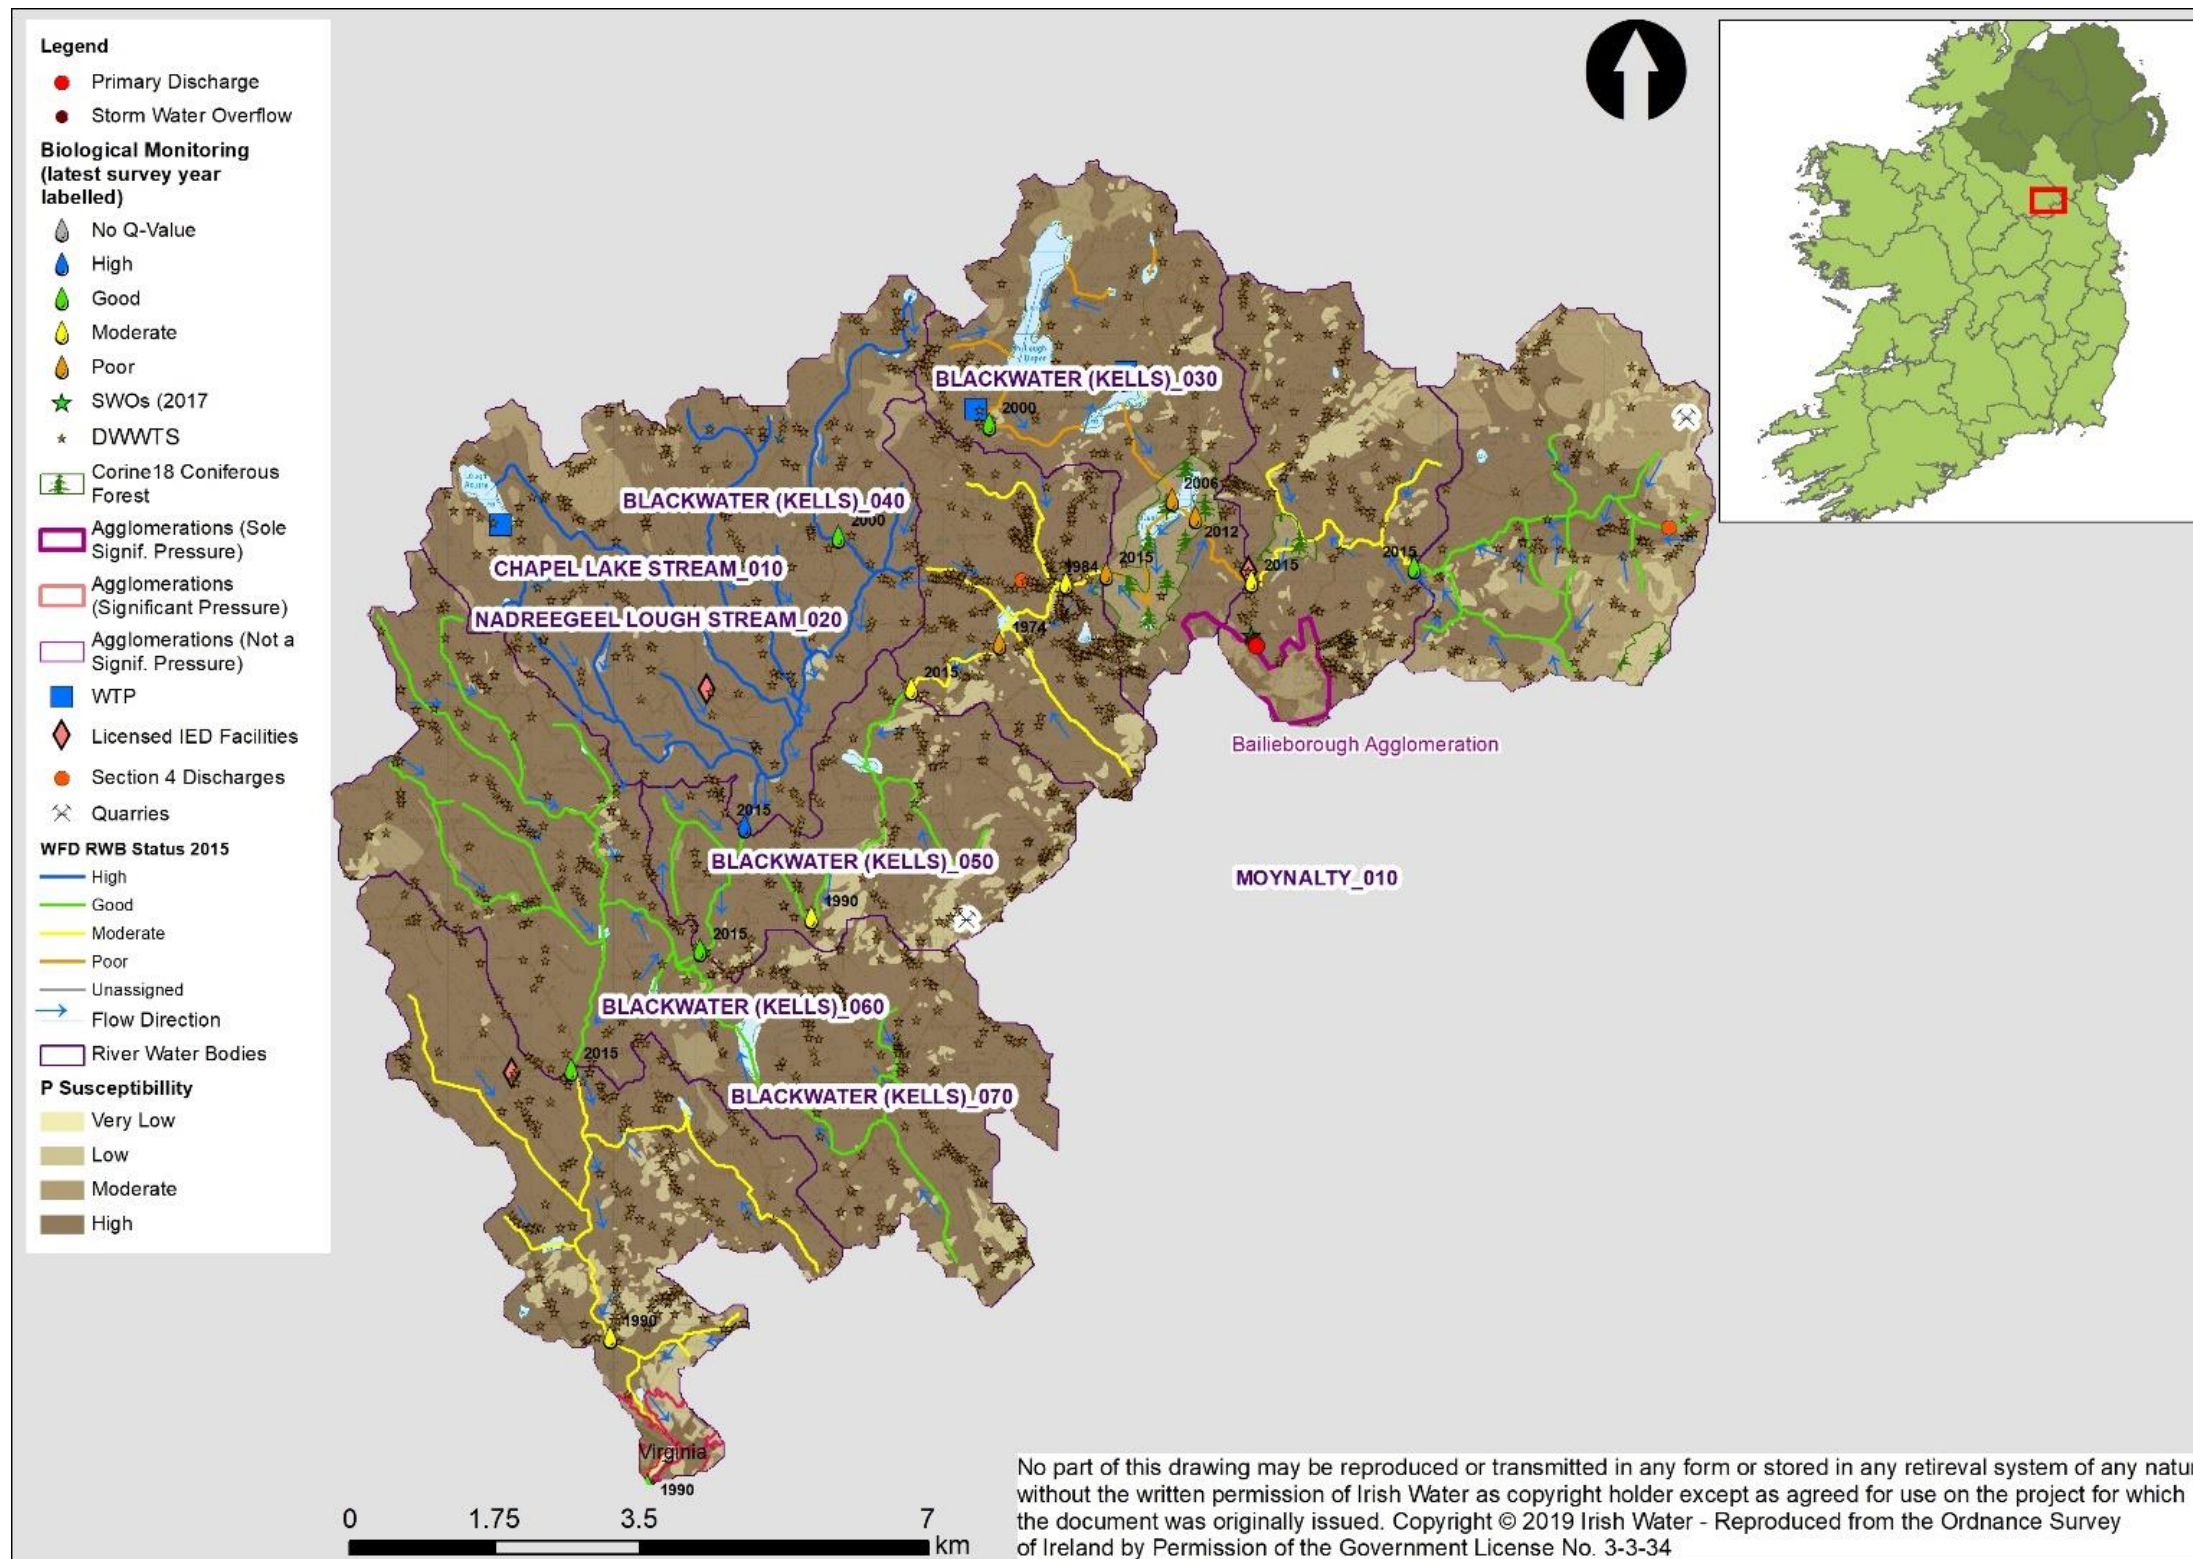 Legend
Primary Discharge
Storm Water Overflow
Biological Monitoring
(latest survey year
labelled)
No Q-Value
High
Good
Moderate
Poor
SWOs (2017
DWWTS
Corine18 Coniferous
Forest
Agglomerations (Sole
Signif. Pressure)
Agglomerations
(Significant Pressure)
Agglomerations (Not a
Signif. Pressure)
WTP
Licensed IED Facilities
Section 4 Discharges
Quarries
WFD RWB Status 2015
High
Good
Moderate
Poor
Unassigned
Flow Direction
River Water Bodies
P Susceptibillity
Very Low
Low
Moderate
High
BLACKWATER (KELLS)_030
2000
2006
BLACKWATER (KELLS)_040
2000
2012
2015
2015
2015
1984
CHAPEL LAKE STREAM_010
NADREEGEEL LOUGH STREAM_020
1974
2015
Bailieborough Agglomeration
2015
BLACKWATER (KELLS)_050
MOYNALTY_010
1990
2015
BLACKWATER (KELLS)_060
2015
BLACKWATER (KELLS)_070
1990
Virginia
1990
0 1.75 3.5 7
km
No part of this drawing may be reproduced or transmitted in any form or stored in any retireval system of any natur
without the written permission of Irish Water as copyright holder except as agreed for use on the project for which
the document was originally issued. Copyright © 2019 Irish Water - Reproduced from the Ordnance Survey
of Ireland by Permission of the Government License No. 3-3-34